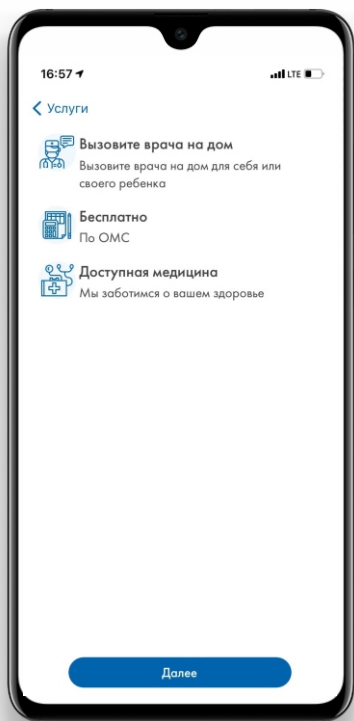 16:57
LTE
Услуги
Вызовите врача на дом
Вызовите врача на дом для себя или
своего ребенка
Бесплатно
По ОМС
Доступная медицина
Мы заботимся о вашем здоровье
Далее